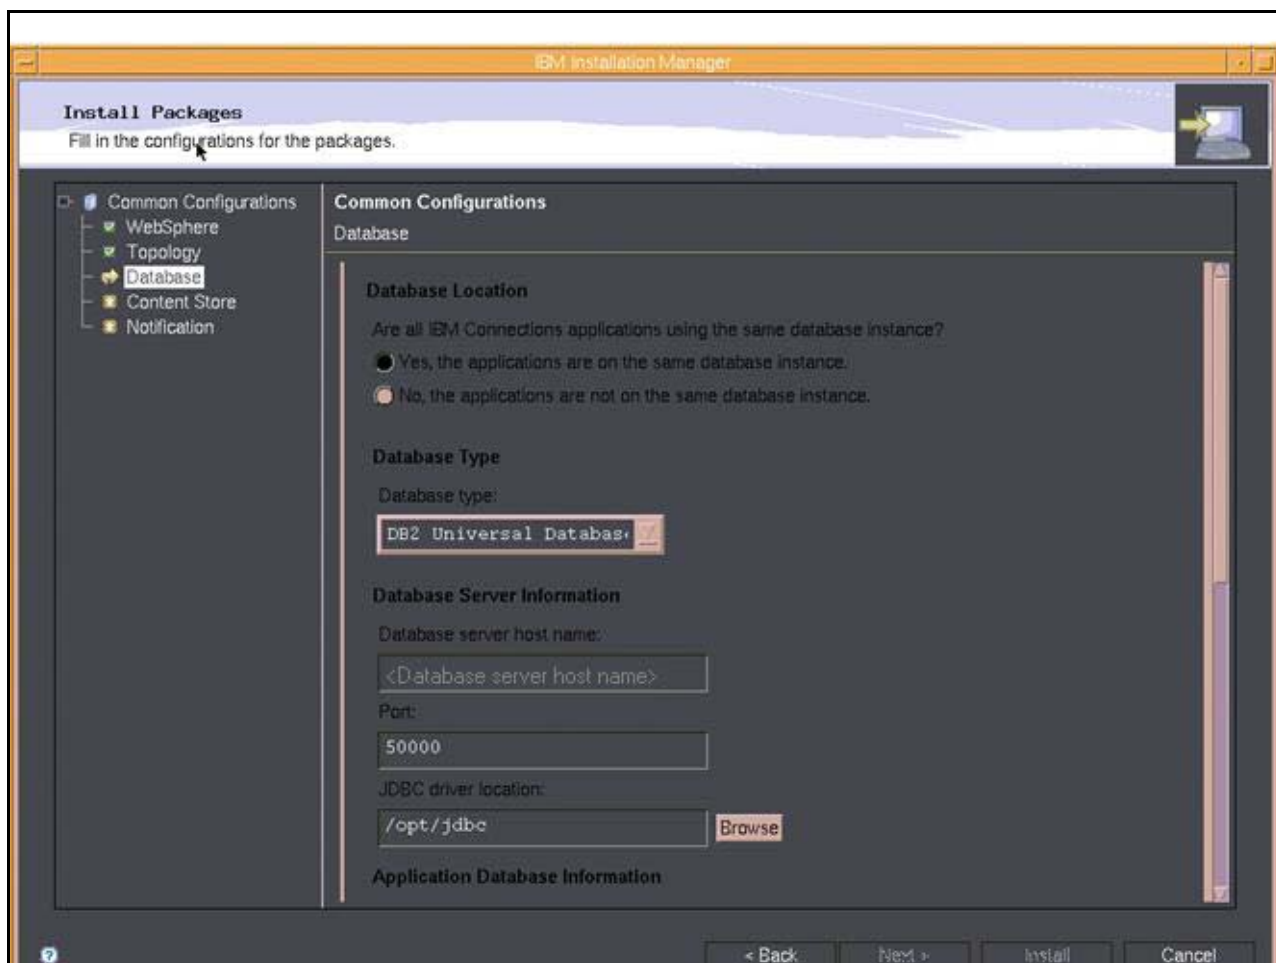 IBM Installation Manager
Install Packages
Fill in the configurations for the packages.
Common Configurations
WebSphere
Topology
Database
Content Store
Notification
Common Configurations
Database
Database Location
Are all IBM Connections applications using the same database instance?
Yes, the applications are on the same database instance.
No, the applications are not on the same database instance.
Database Type
Database type:
DB2 Universal Databas
Database Server Information
Database server host name:
<Database server host name>
Port:
50000
JDBC driver location:
/opt/jdbc
Browse
Application Database Information
< Back
Next >
Install
Cancel